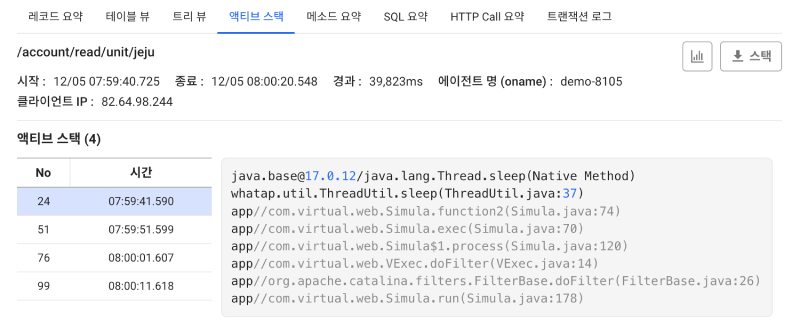 레코드 요약 테이블 뷰 트리 뷰 액티브 스택 메소드 요약 SQL 요약 HTTP Call 요약 트랜잭션 로그
/account/read/unit/jeju
스택
시작 : 12/05 07:59:40.725 종료 : 12/05 08:00:20.548 경과 : 39,823ms 에이전트 명 (oname) : demo-8105
클라이언트 IP : 82.64.98.244
액티브 스택 (4)
No 시간
24 07:59:41.590
51 07:59:51.599
76 08:00:01.607
99 08:00:11.618
java.base@17.0.12/java.lang.Thread.sleep(Native Method)
whatap.util.ThreadUtil.sleep(ThreadUtil.java:37)
app//com.virtual.web.Simula.function2(Simula.java:74)
app//com.virtual.web.Simula.exec(Simula.java:70)
app//com.virtual.web.Simula$1.process(Simula.java:120)
app//com.virtual.web.VExec.doFilter(VExec.java:14)
app//org.apache.catalina.filters.FilterBase.doFilter(FilterBase.java:26)
app//com.virtual.web.Simula.run(Simula.java:178)